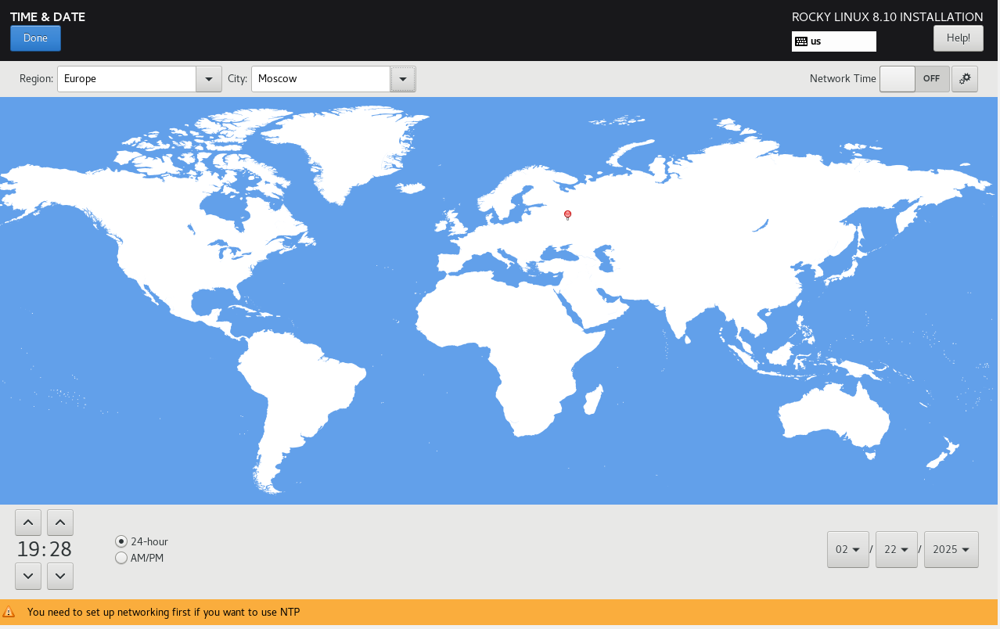 TIME & DATE
ROCKY LINUX 8.10 INSTALLATION
Done
us
Help!
Region: Europe City: Moscow Network Time OFF
19:28
24-hour
AM/PM
02 / 22 / 2025
You need to set up networking first if you want to use NTP